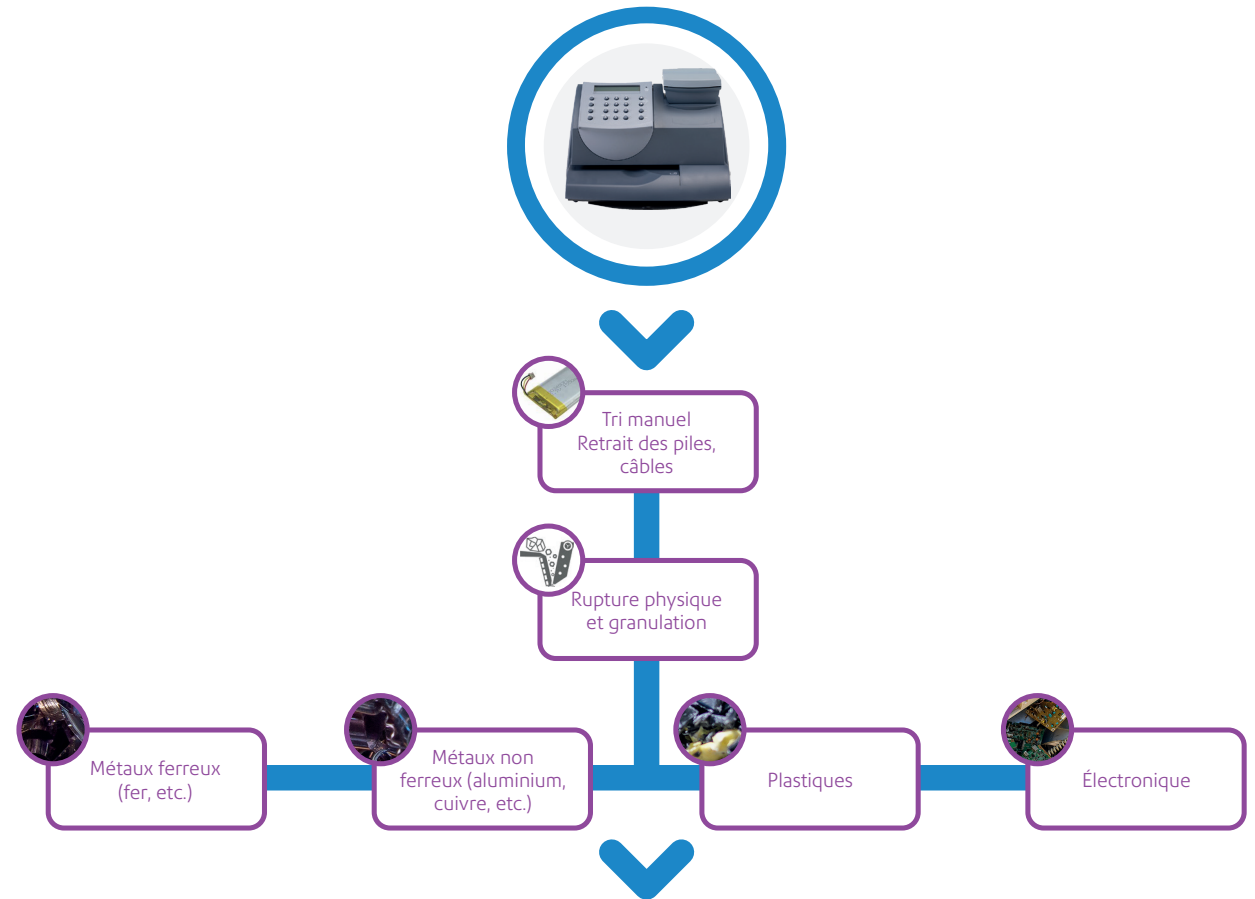 Tri manuel
Retrait des piles,
câbles
Rupture physique
et granulation
Métaux ferreux
(fer, etc.)
Métaux non
ferreux (aluminium,
cuivre, etc.)
Plastiques
Électronique